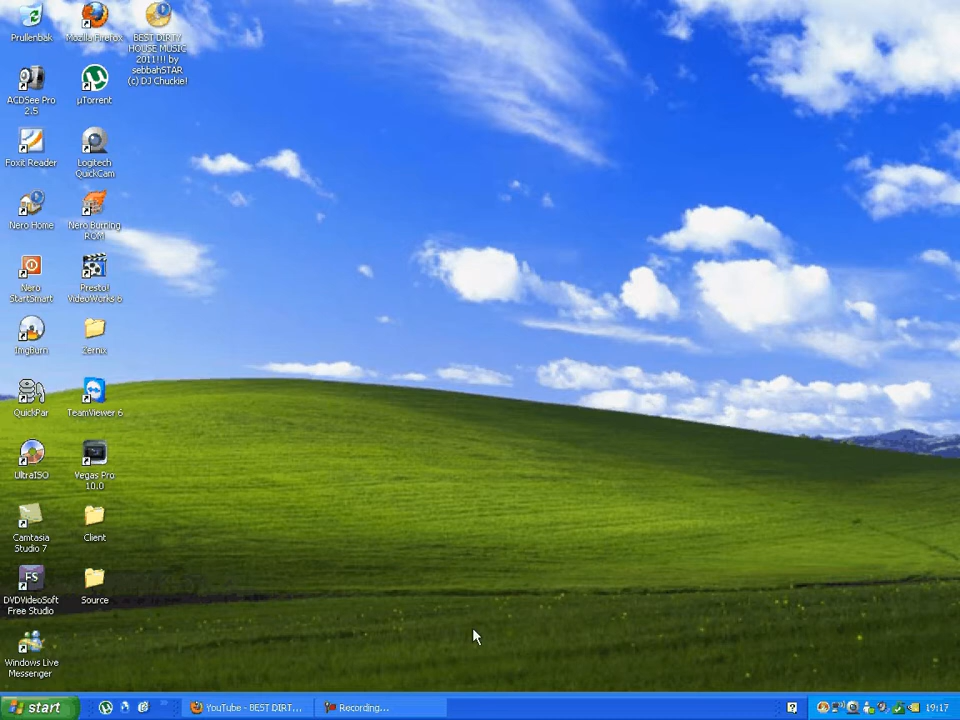 Prullenbak
Mozilla Firefox
BEST DIRTY
HOUSE MUSIC
2011!!! by
sebbahSTAR
(c) DJ Chuckie!
ACDSee Pro
2.5
µTorrent
Foxit Reader
Logitech
QuickCam
Nero Home
Nero Burning
ROM
Nero
StartSmart
Presto!
VideoWorks 6
ImgBurn
Zernix
QuickPar
TeamViewer 6
UltraISO
Vegas Pro
10.0
Camtasia
Studio 7
Client
FS
DVDVideoSoft
Free Studio
Source
Windows Live
Messenger
start
YouTube - BEST DIRT...
Recording...
?
19:17